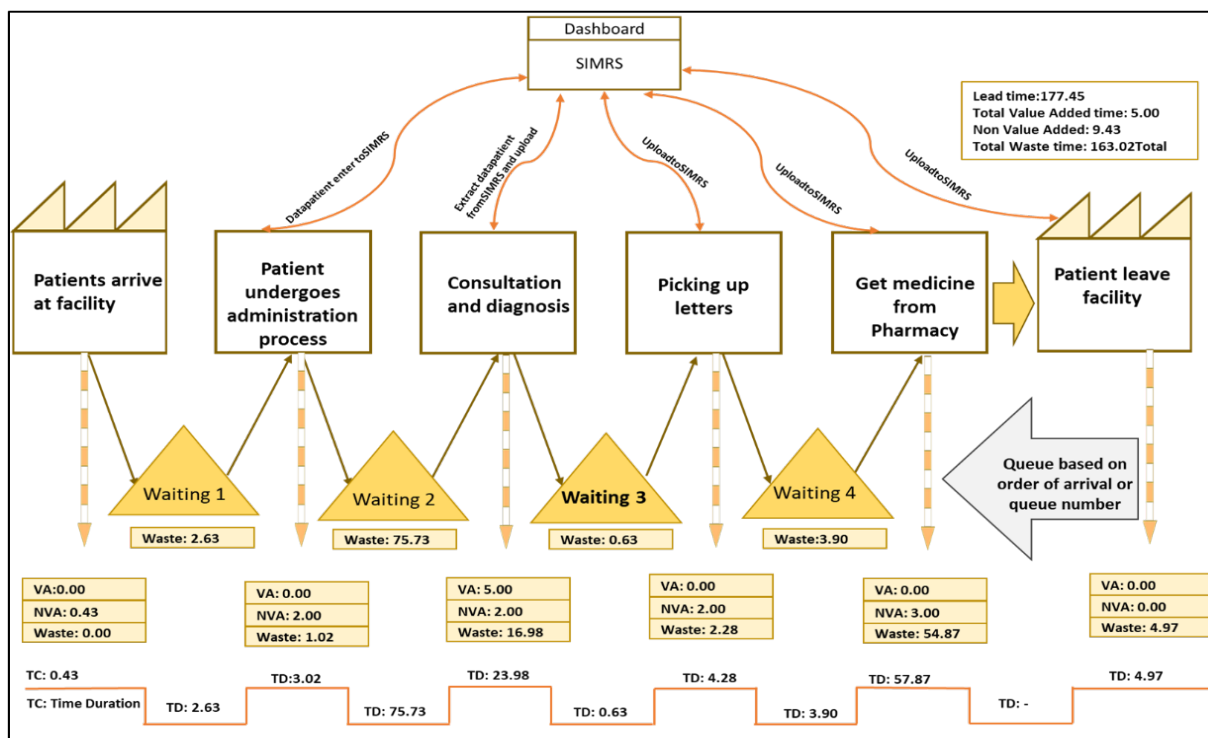 Dashboard
SIMRS
Lead time:177.45
Total Value Added time: 5.00
Non Value Added: 9.43
Total Waste time: 163.02Total
Datapatient enter toSIMRS
Extract datapatient
fromSIMRS and upload
UploadtoSIMRS
UploadtoSIMRS
UploadtoSIMRS
Patients arrive
at facility
Patient
undergoes
administration
process
Consultation
and diagnosis
Picking up
letters
Get medicine
from
Pharmacy
Patient leave
facility
Waiting 1
Waiting 2
Waiting 3
Waiting 4
Queue based on
order of arrival or
queue number
Waste: 2.63
Waste: 75.73
Waste: 0.63
Waste:3.90
VA:0.00
NVA: 0.43
Waste: 0.00
VA: 0.00
NVA: 2.00
Waste: 1.02
VA: 5.00
NVA: 2.00
Waste: 16.98
VA: 0.00
NVA: 2.00
Waste: 2.28
VA: 0.00
NVA: 3.00
Waste: 54.87
VA: 0.00
NVA: 0.00
Waste: 4.97
TC: 0.43
TD:3.02
TD: 23.98
TD: 4.28
TD: 57.87
TD: 4.97
TC: Time Duration
TD: 2.63
TD: 75.73
TD: 0.63
TD: 3.90
TD: -